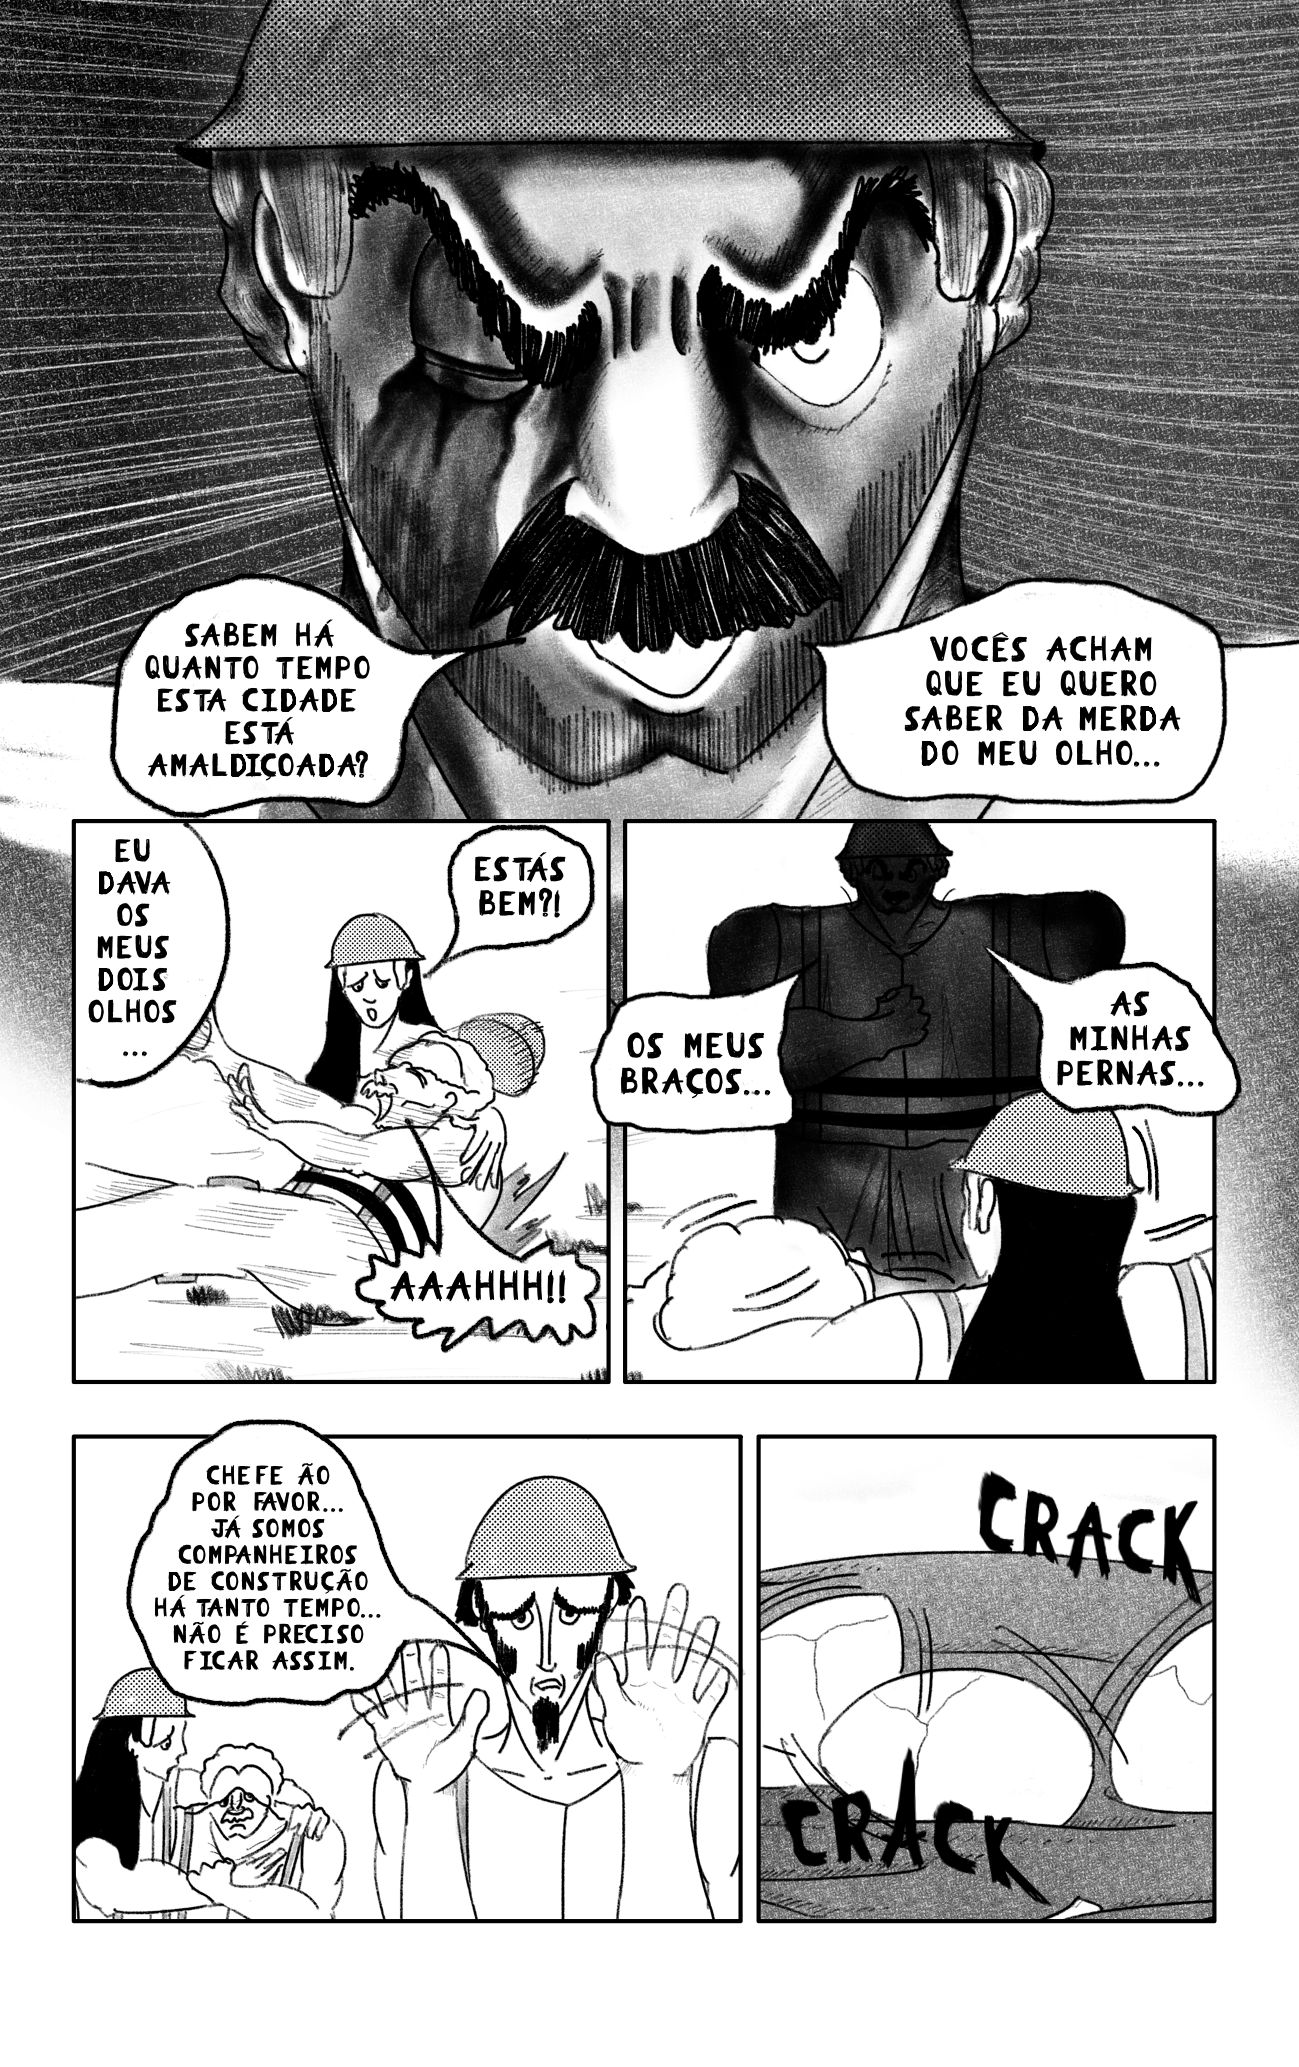 SABEM HÁ
QUANTO TEMPO
ESTA CIDADE
ESTÁ
AMALDIÇOADA?
VOCÊS ACHAM
QUE EU QUERO
SABER DA MERDA
DO MEU OLHO...
EU
DAVA
OS
MEUS
DOIS
OLHOS
...
ESTÁS
BEM?!
AAAHHH!!
OS MEUS
BRAÇOS...
AS
MINHAS
PERNAS...
CHEFE ÃO
POR FAVOR...
JÁ SOMOS
COMPANHEIROS
DE CONSTRUÇÃO
HÁ TANTO TEMPO...
NÃO É PRECISO
FICAR ASSIM.
CRACK
CRACK